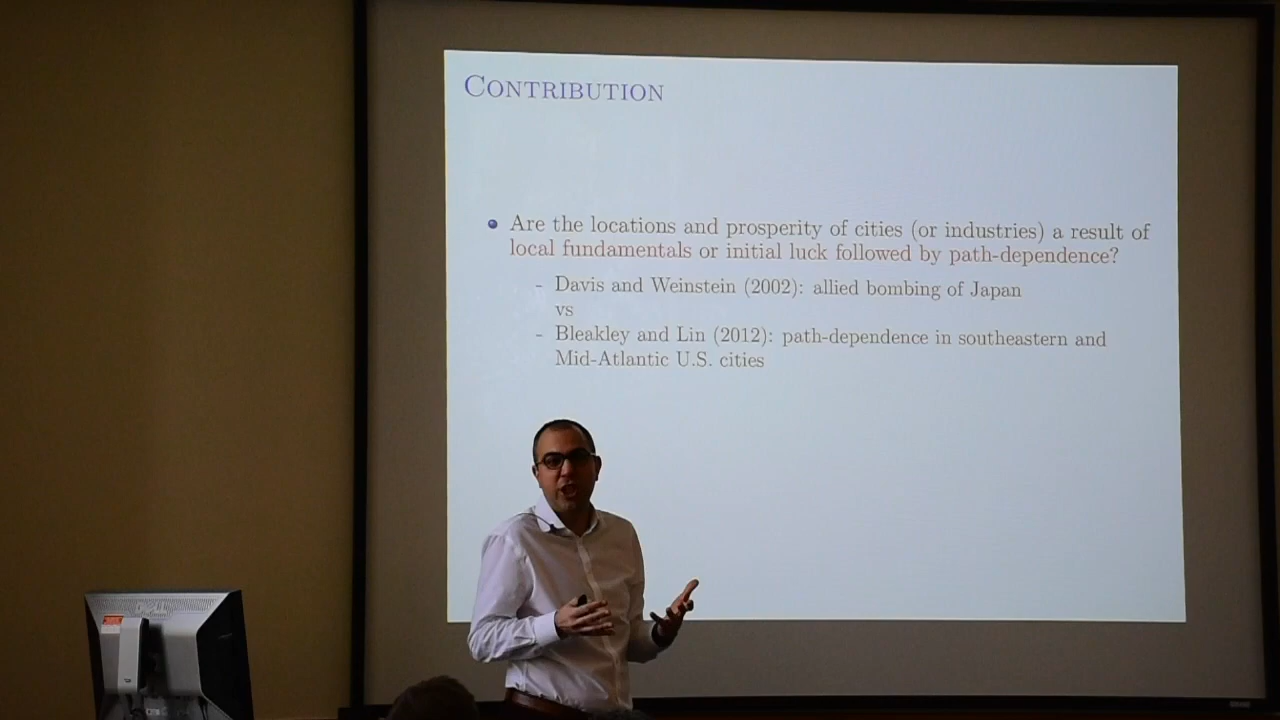 CONTRIBUTION
Are the locations and prosperity of cities (or industries) a result of
local fundamentals or initial luck followed by path-dependence?
- Davis and Weinstein (2002): allied bombing of Japan
vs
- Bleakley and Lin (2012): path-dependence in southeastern and
Mid-Atlantic U.S. cities